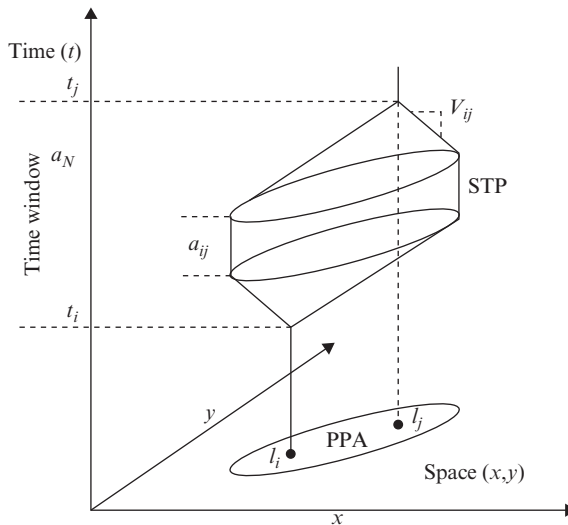 Time (t)
t_j
V_ij
a_N
STP
Time window
a_ij
t_i
y
l_j
PPA
l_i
Space (x,y)
x